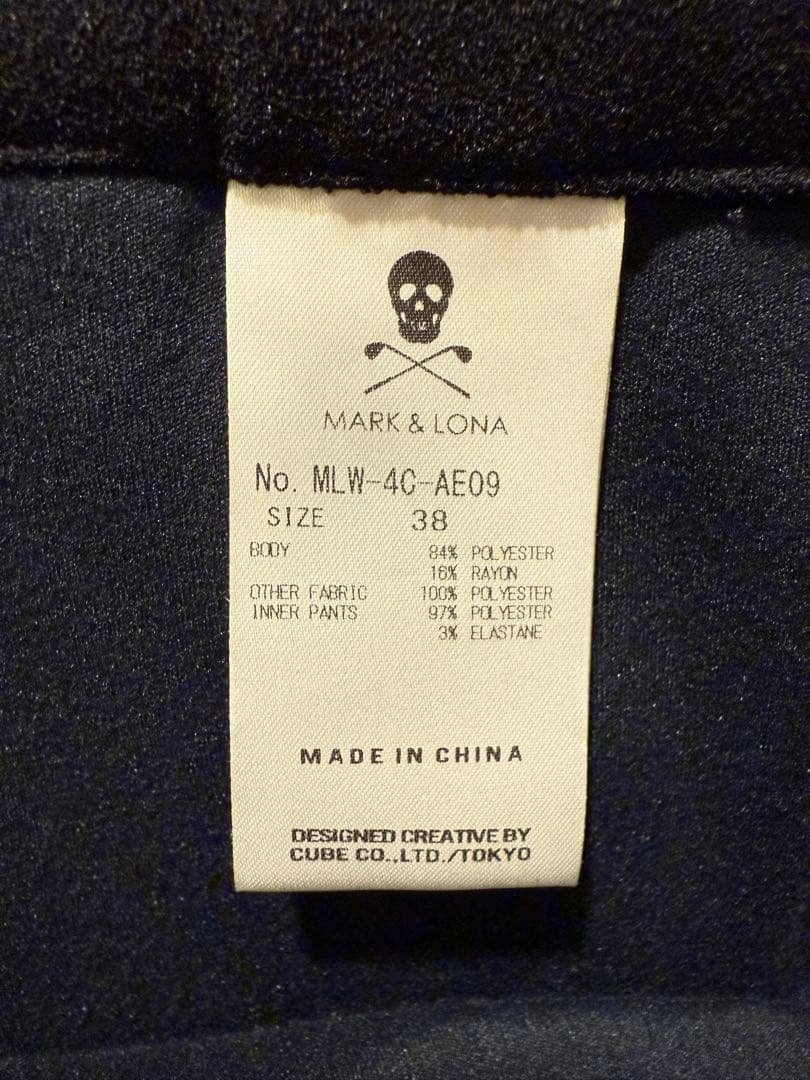 MARK & LONA
No. MLW-4C-AE09
SIZE 38
BODY 84% POLYESTER
16% RAYON
OTHER FABRIC 100% POLYESTER
INNER PANTS 97% POLYESTER
3% ELASTANE
MADE IN CHINA
DESIGNED CREATIVE BY
CUBE CO.,LTD./TOKYO